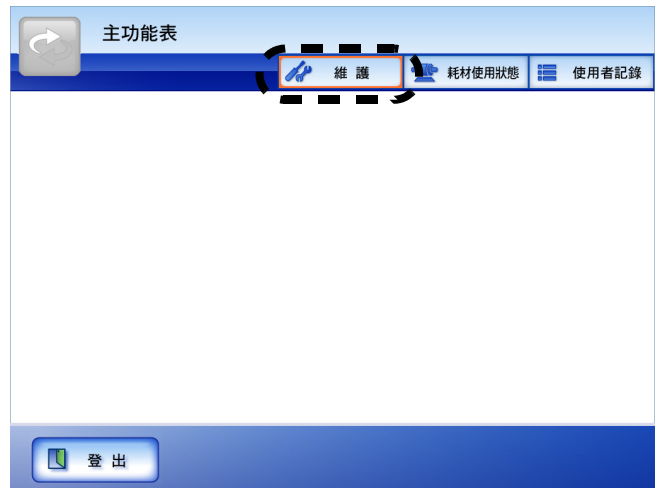 主功能表
維 護
耗材使用狀態
使用者記錄
登 出